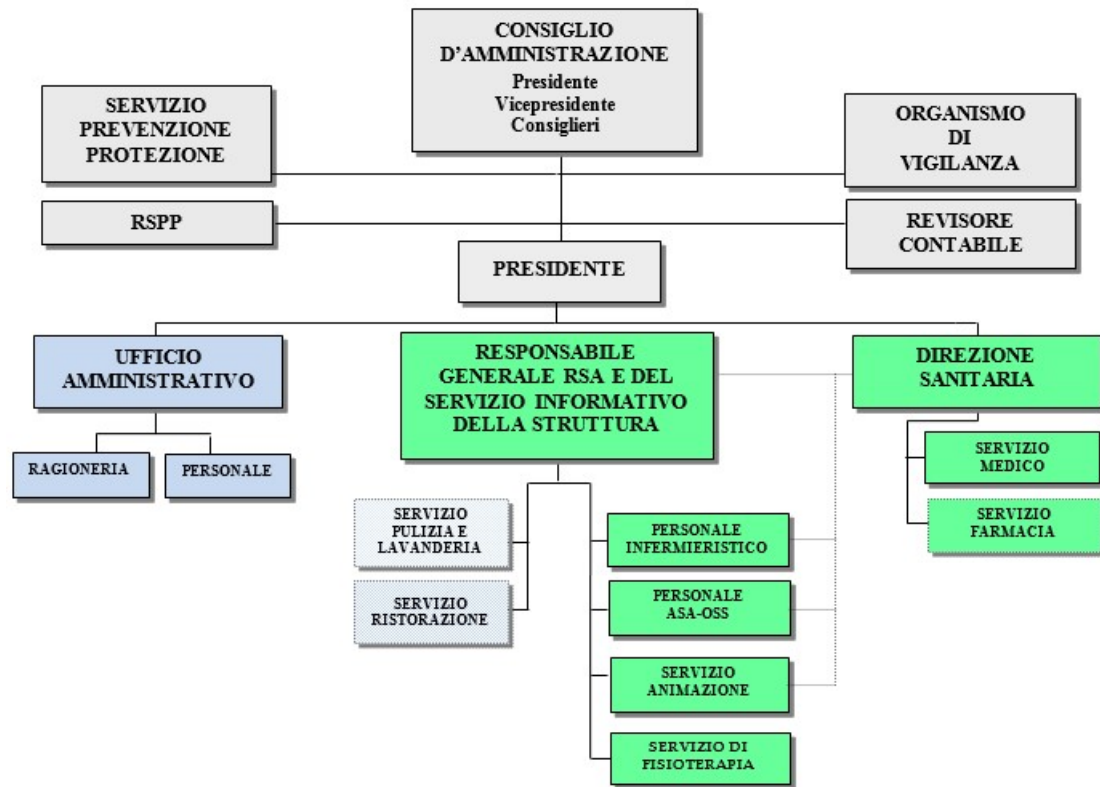 CONSIGLIO
D'AMMINISTRAZIONE
Presidente
Vicepresidente
Consiglieri
SERVIZIO
PREVENZIONE
PROTEZIONE
ORGANISMO
DI
VIGILANZA
RSPP
REVISORE
CONTABILE
PRESIDENTE
UFFICIO
AMMINISTRATIVO
RESPONSABILE
GENERALE RSA E DEL
SERVIZIO INFORMATIVO
DELLA STRUTTURA
DIREZIONE
SANITARIA
RAGIONERIA
PERSONALE
SERVIZIO
MEDICO
SERVIZIO
FARMACIA
SERVIZIO
PULIZIA E
LAVANDERIA
SERVIZIO
RISTORAZIONE
PERSONALE
INFERMIERISTICO
PERSONALE
ASA-OSS
SERVIZIO
ANIMAZIONE
SERVIZIO DI
FISIOTERAPIA